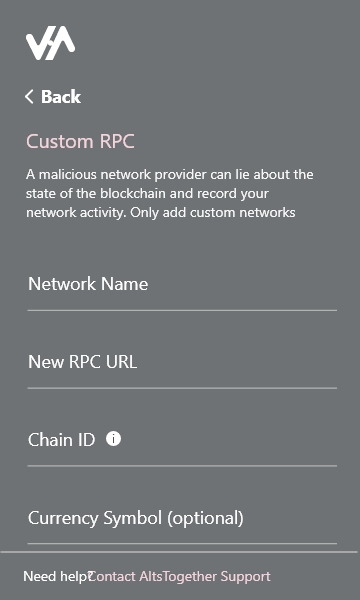 Back
Custom RPC
A malicious network provider can lie about the
state of the blockchain and record your
network activity. Only add custom networks
Network Name
New RPC URL
Chain ID
Currency Symbol (optional)
Need help?Contact AltsTogether Support